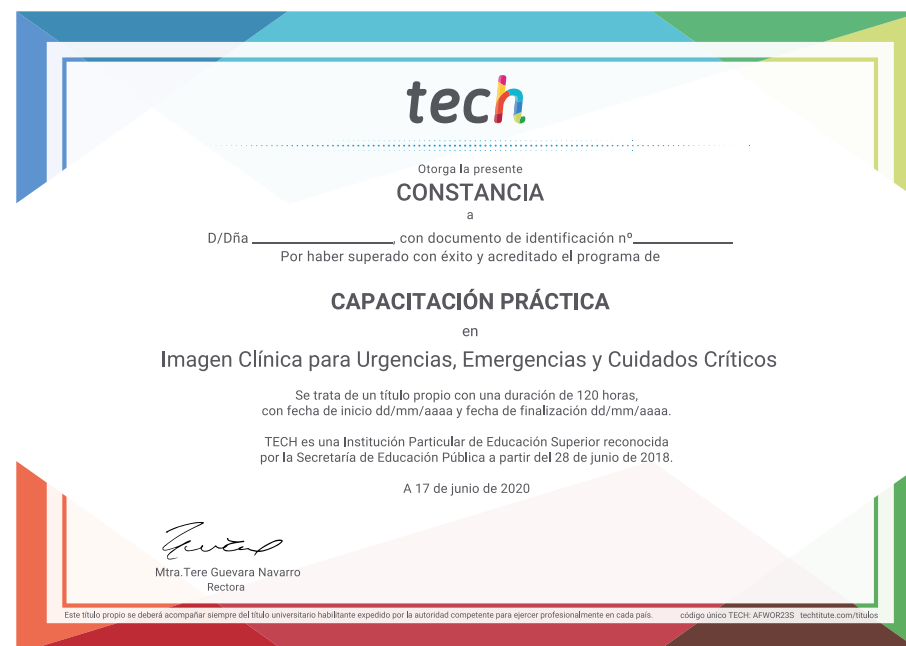 tech
Otorga la presente
CONSTANCIA
a
D/Dña ____________________, con documento de identificación nº______________
Por haber superado con éxito y acreditado el programa de
CAPACITACIÓN PRÁCTICA
en
Imagen Clínica para Urgencias, Emergencias y Cuidados Críticos
Se trata de un título propio con una duración de 120 horas,
con fecha de inicio dd/mm/aaaa y fecha de finalización dd/mm/aaaa.
TECH es una Institución Particular de Educación Superior reconocida
por la Secretaría de Educación Pública a partir del 28 de junio de 2018.
A 17 de junio de 2020
Mtra.Tere Guevara Navarro
Rectora
Este título propio se deberá acompañar siempre del título universitario habilitante expedido por la autoridad competente para ejercer profesionalmente en cada país. código único TECH: AFWOR23S techtitute.com/titulos